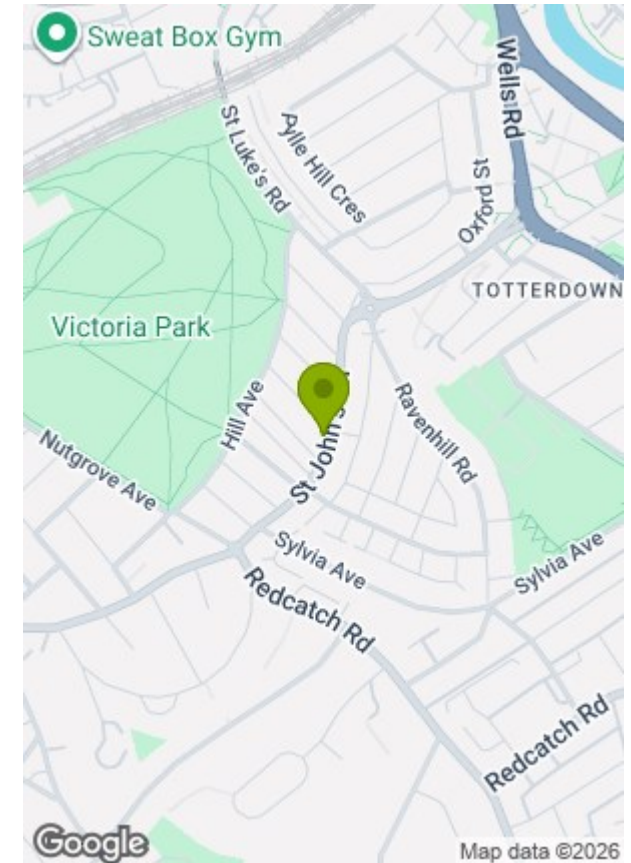 Sweat Box Gym
Wells Rd
St Luke's Rd
Pylle Hill Cres
Oxford St
TOTTERDOWN
Victoria Park
Hill Ave
Ravenhill Rd
St John's
Nutgrove Ave
Sylvia Ave
Sylvia Ave
Redcatch Rd
Redcatch Rd
Google
Map data ©2026